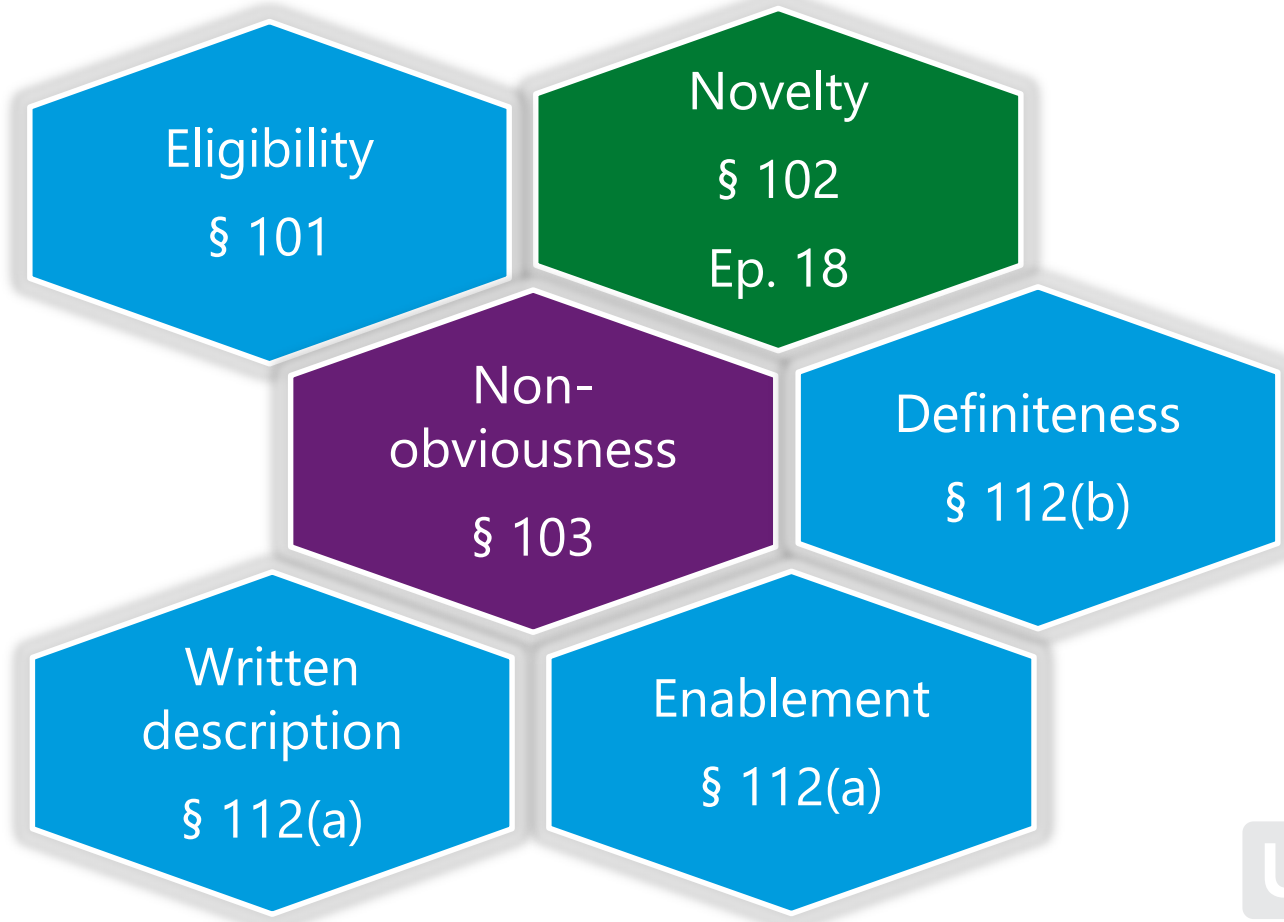 Eligibility
§ 101
Novelty
§ 102
Ep. 18
Non-
obviousness
§ 103
Definiteness
§ 112(b)
Written
description
§ 112(a)
Enablement
§ 112(a)